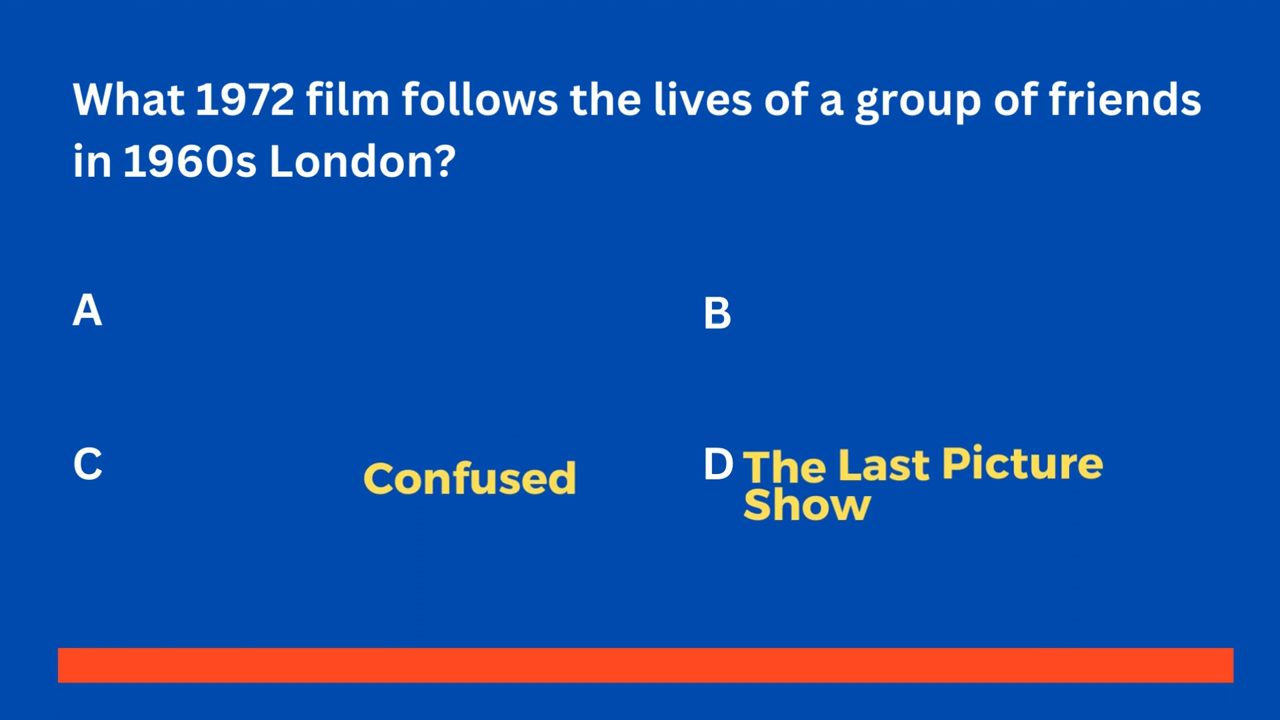 What 1972 film follows the lives of a group of friends
in 1960s London?
A
B
C Confused
D The Last Picture
Show